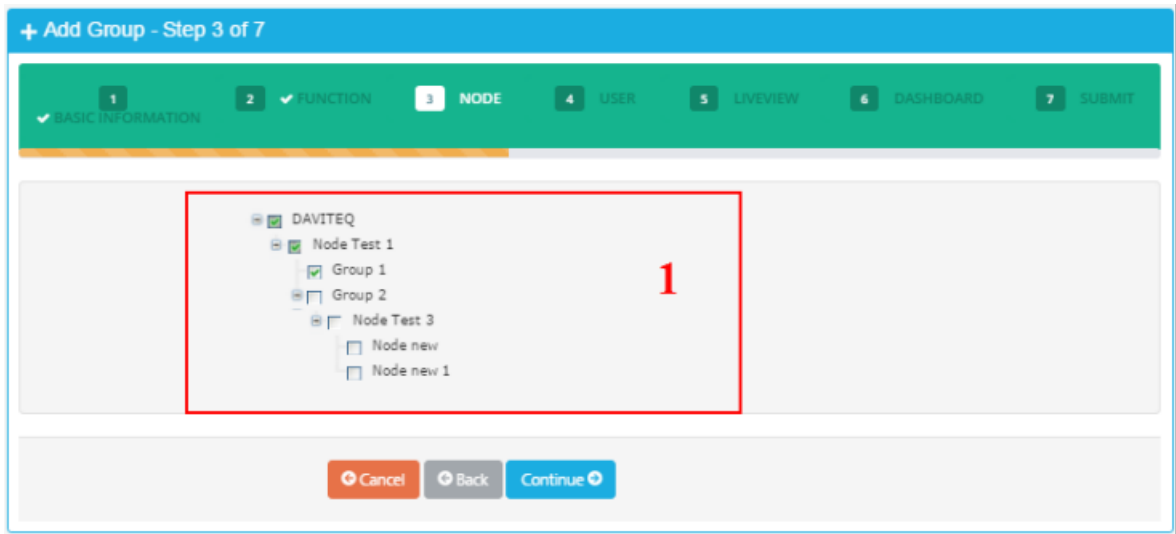 Add Group - Step 3 of 7
1 BASIC INFORMATION
2 FUNCTION
3 NODE
4 USER
5 LIVEVIEW
6 DASHBOARD
7 SUBMIT
DAVITEQ
Node Test 1
Group 1
1
Group 2
Node Test 3
Node new
Node new 1
Cancel
Back
Continue